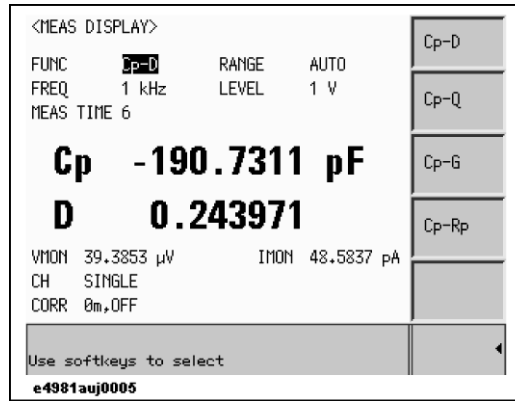 <MEAS DISPLAY>
FUNC Cp-D RANGE AUTO
FREQ 1 kHz LEVEL 1 V
MEAS TIME 6
Cp -190.7311 pF
D 0.243971
VMON 39.3853 µV IMON 48.5837 pA
CH SINGLE
CORR 0m,OFF
Use softkeys to select
Cp-D
Cp-Q
Cp-G
Cp-Rp
e4981auj0005